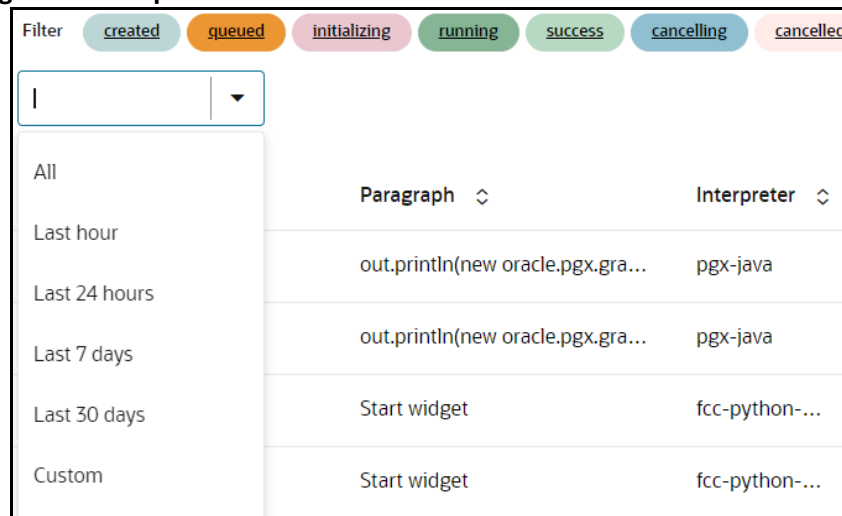 Filter created queued initializing running success cancelling cancelled
All
Paragraph Interpreter
Last hour
out.println(new oracle.pgx.gra... pgx-java
Last 24 hours
out.println(new oracle.pgx.gra... pgx-java
Last 7 days
Last 30 days Start widget fcc-python-...
Custom Start widget fcc-python-...